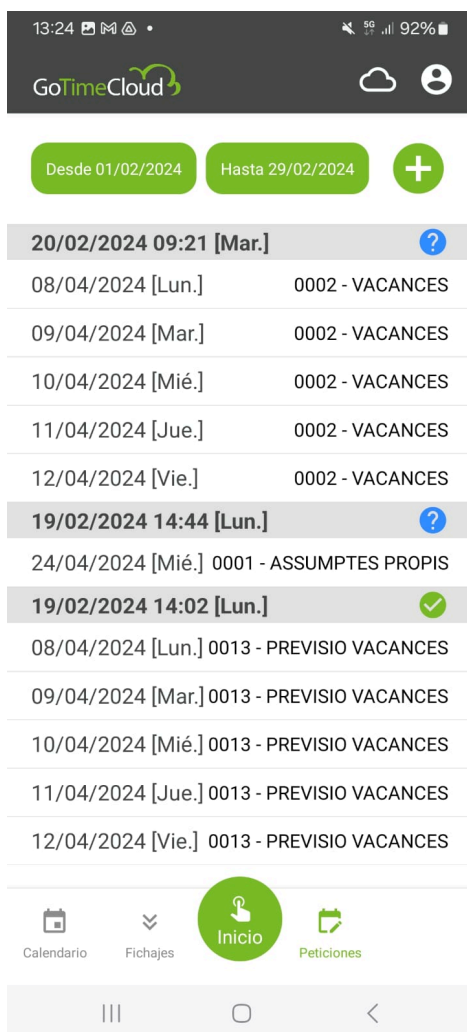 13:24
5G 92%
GoTimeCloud
Desde 01/02/2024 Hasta 29/02/2024 +
20/02/2024 09:21 [Mar.] ?
08/04/2024 [Lun.] 0002 - VACANCES
09/04/2024 [Mar.] 0002 - VACANCES
10/04/2024 [Mié.] 0002 - VACANCES
11/04/2024 [Jue.] 0002 - VACANCES
12/04/2024 [Vie.] 0002 - VACANCES
19/02/2024 14:44 [Lun.] ?
24/04/2024 [Mié.] 0001 - ASSUMPTES PROPIS
19/02/2024 14:02 [Lun.]
08/04/2024 [Lun.] 0013 - PREVISIO VACANCES
09/04/2024 [Mar.] 0013 - PREVISIO VACANCES
10/04/2024 [Mié.] 0013 - PREVISIO VACANCES
11/04/2024 [Jue.] 0013 - PREVISIO VACANCES
12/04/2024 [Vie.] 0013 - PREVISIO VACANCES
Calendario Fichajes Inicio Peticiones